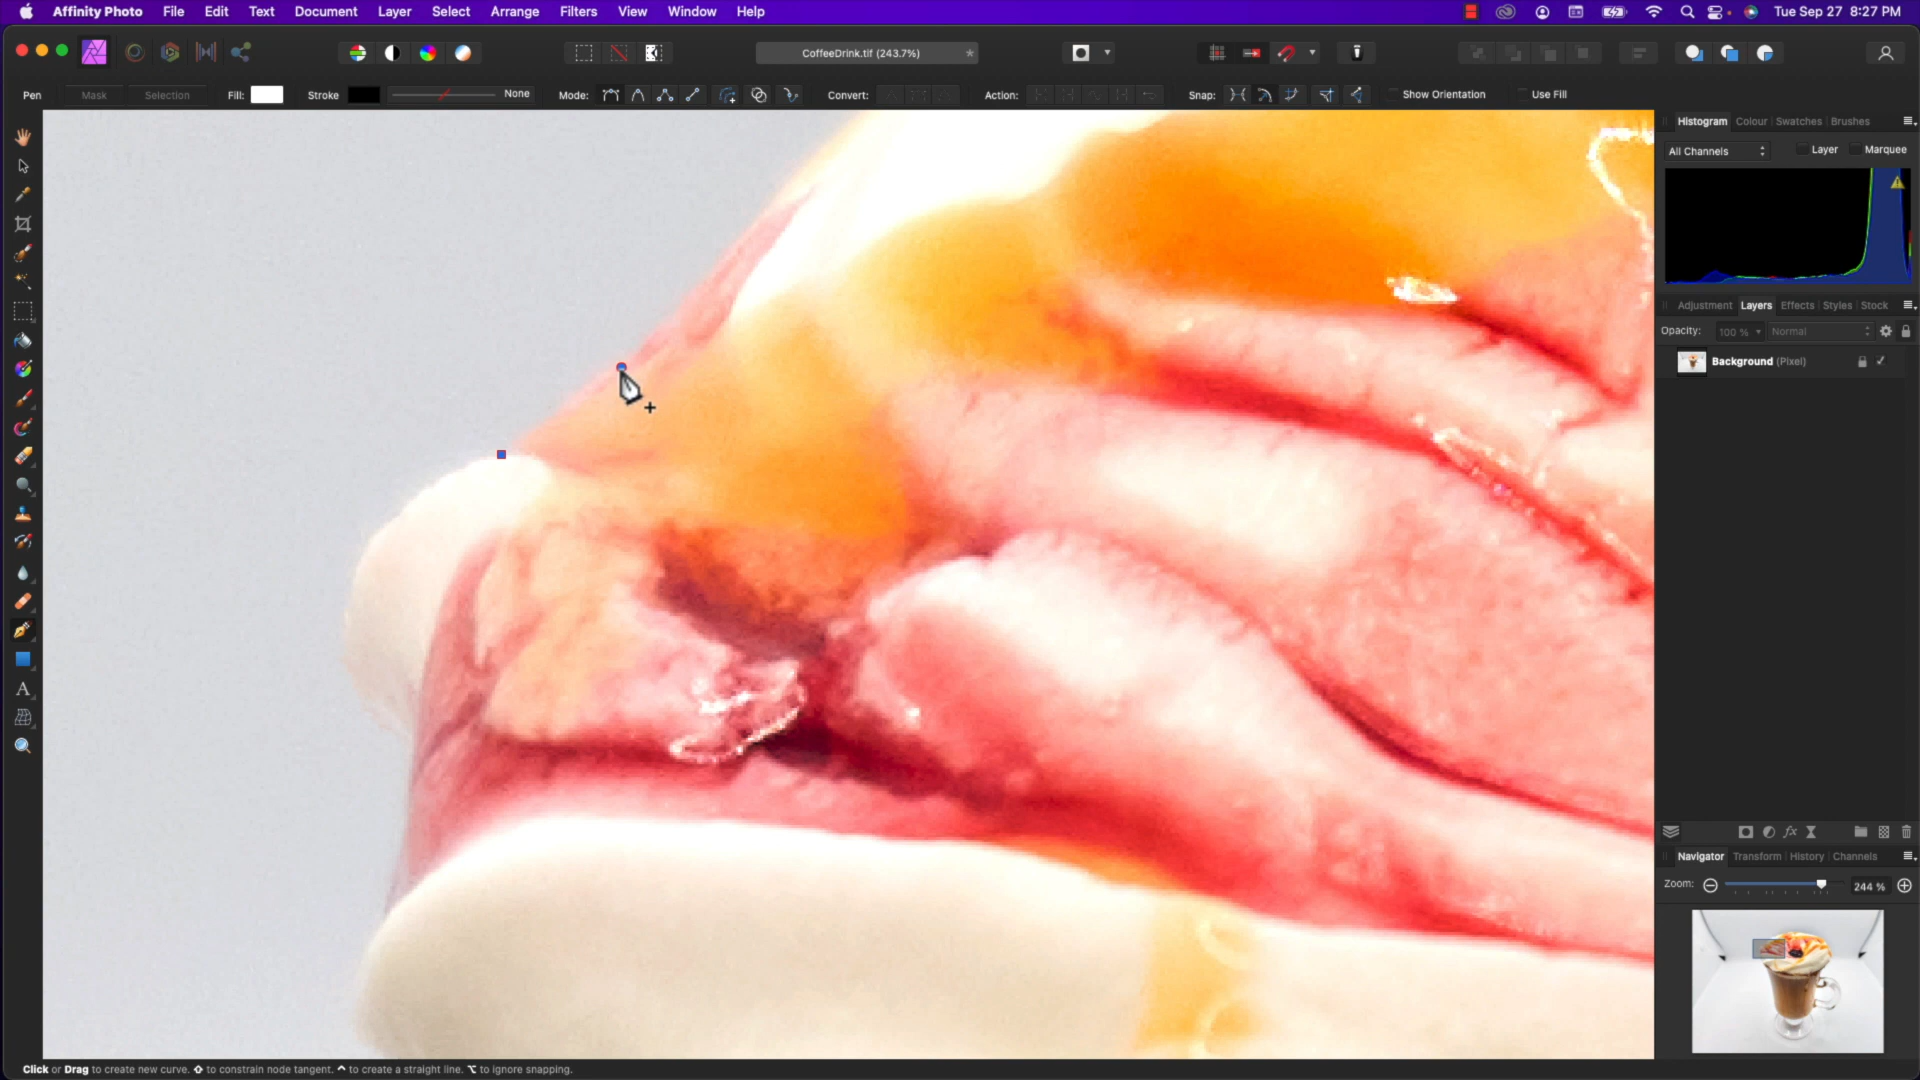 Affinity Photo File Edit Text Document Layer Select Arrange Filters View Window Help Tue Sep 27 8:27 PM
CoffeeDrink.tif (243.7%) *
Pen Mask Selection Fill: Stroke None Mode: Convert: Action: Snap: Show Orientation Use Fill
Histogram Colour Swatches Brushes
All Channels Layer Marquee
Adjustment Layers Effects Styles Stock
Opacity: 100 % Normal
Background (Pixel)
Navigator Transform History Channels
Zoom: 244 %
Click or Drag to create new curve. ⇧ to constrain node tangent. ^ to create a straight line. ⌥ to ignore snapping.